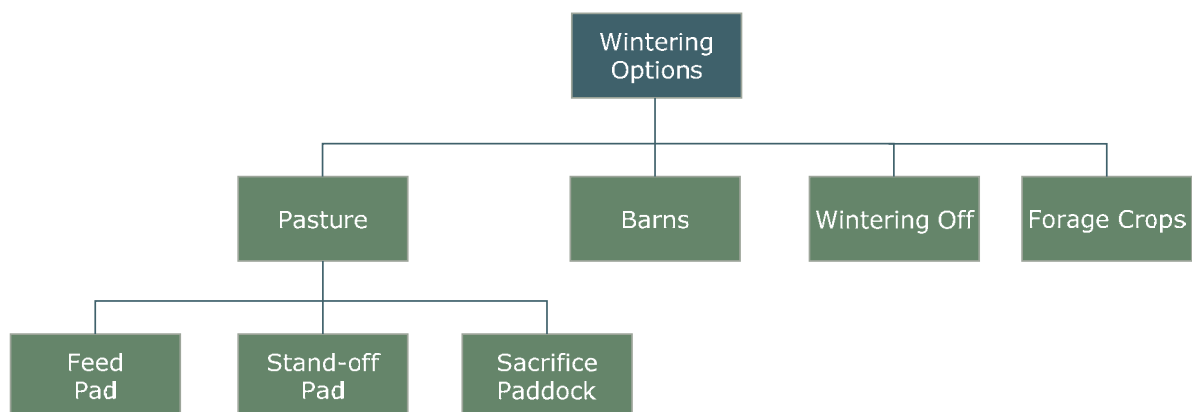 Wintering
Options
Pasture
Barns
Wintering Off
Forage Crops
Feed
Pad
Stand-off
Pad
Sacrifice
Paddock